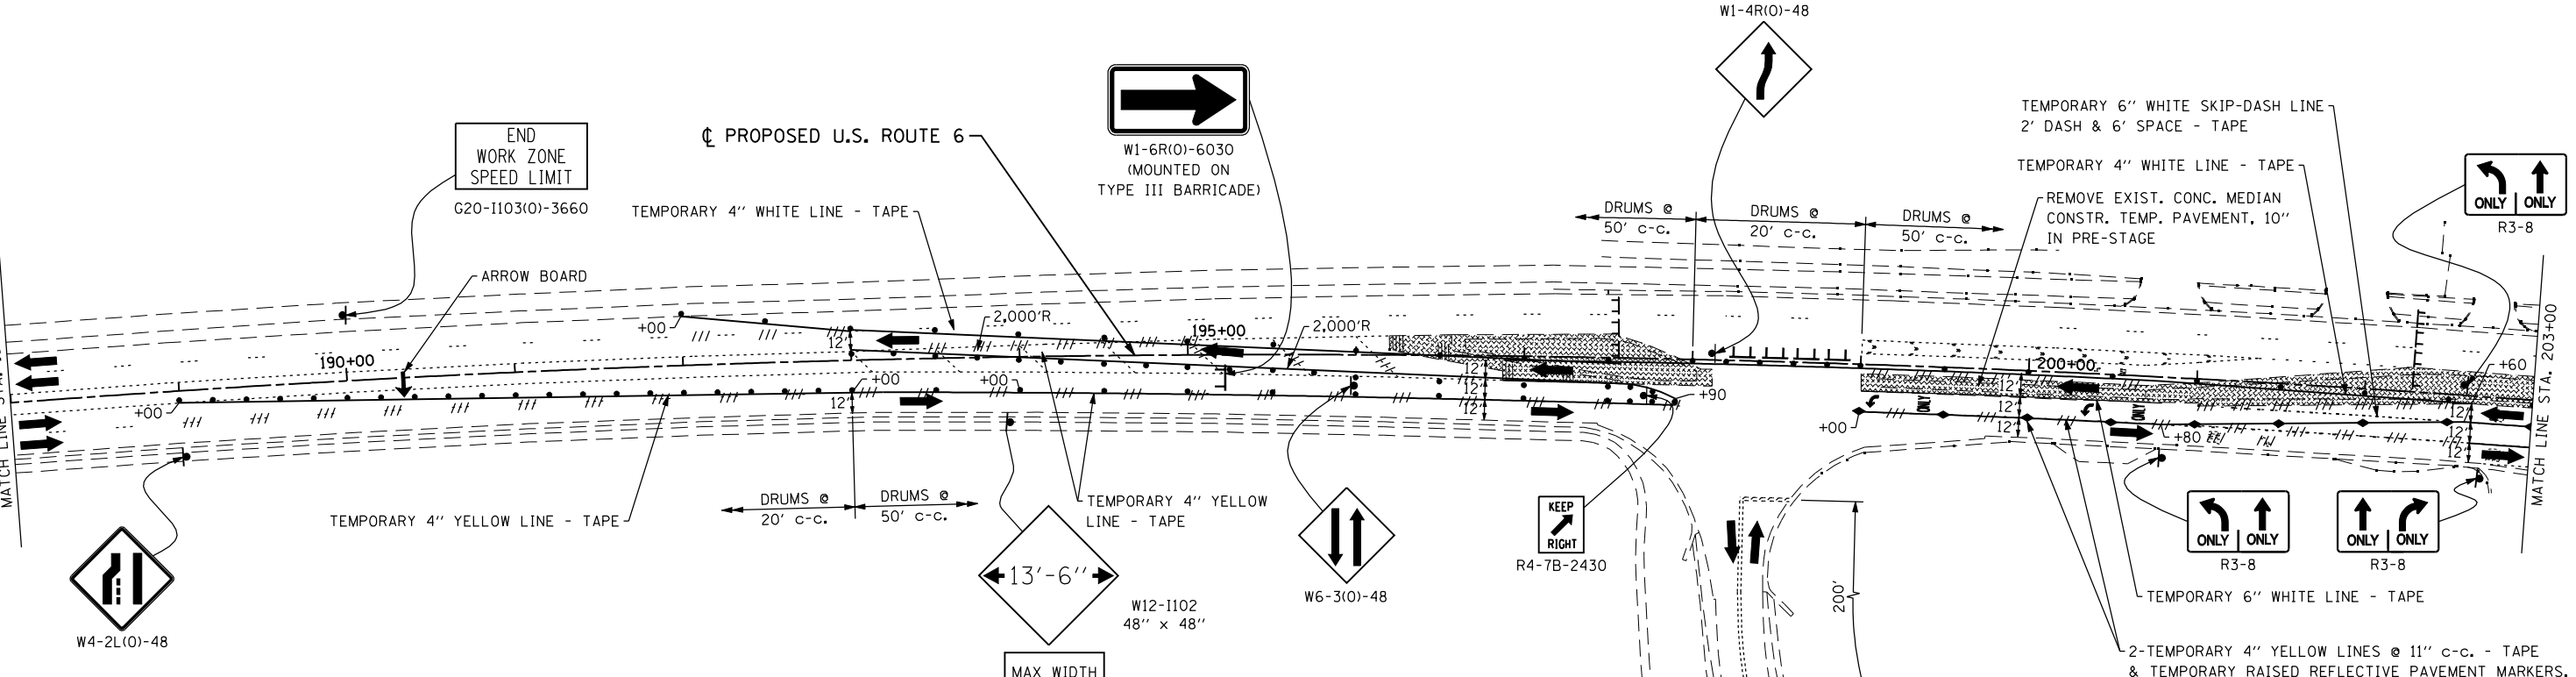 W1-4R(O)-48
END
WORK ZONE
SPEED LIMIT
G20-I103(O)-3660
℄ PROPOSED U.S. ROUTE 6
W1-6R(O)-6030
(MOUNTED ON
TYPE III BARRICADE)
TEMPORARY 4" WHITE LINE - TAPE
ARROW BOARD
DRUMS @
50' c-c.
DRUMS @
20' c-c.
DRUMS @
50' c-c.
TEMPORARY 6" WHITE SKIP-DASH LINE
2' DASH & 6' SPACE - TAPE
TEMPORARY 4" WHITE LINE - TAPE
REMOVE EXIST. CONC. MEDIAN
CONSTR. TEMP. PAVEMENT, 10"
IN PRE-STAGE
ONLY ONLY
R3-8
+00
2,000'R
195+00
2,000'R
12'
190+00
+00
+00
+00
12'
12'
12'
12'
+90
200+00
12'
12'
12'
ONLY
ONLY
+00
+80
+60
12'
12'
12'
MATCH LINE STA. 203+00
MATCH LINE
TEMPORARY 4" YELLOW LINE - TAPE
DRUMS @
20' c-c.
DRUMS @
50' c-c.
TEMPORARY 4" YELLOW
LINE - TAPE
W4-2L(O)-48
13'-6"
W12-I102
48" x 48"
MAX WIDTH
W6-3(O)-48
KEEP
RIGHT
R4-7B-2430
200'
ONLY ONLY
R3-8
ONLY ONLY
R3-8
TEMPORARY 6" WHITE LINE - TAPE
2-TEMPORARY 4" YELLOW LINES @ 11" c-c. - TAPE
& TEMPORARY RAISED REFLECTIVE PAVEMENT MARKERS.